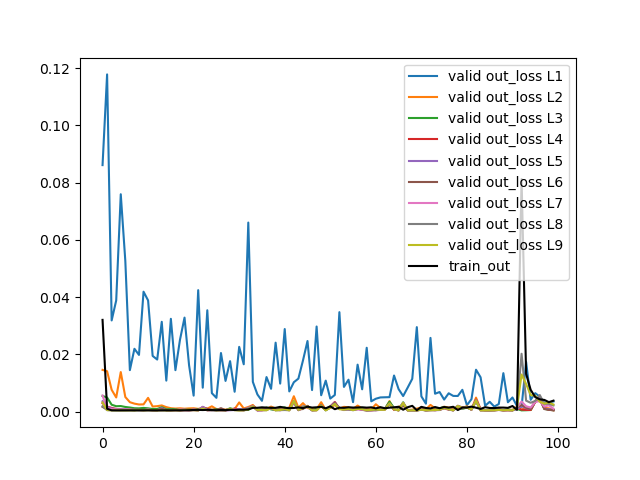 0.12
0.10
0.08
0.06
0.04
0.02
0.00
0
20
40
60
80
100
valid out_loss L1
valid out_loss L2
valid out_loss L3
valid out_loss L4
valid out_loss L5
valid out_loss L6
valid out_loss L7
valid out_loss L8
valid out_loss L9
train_out